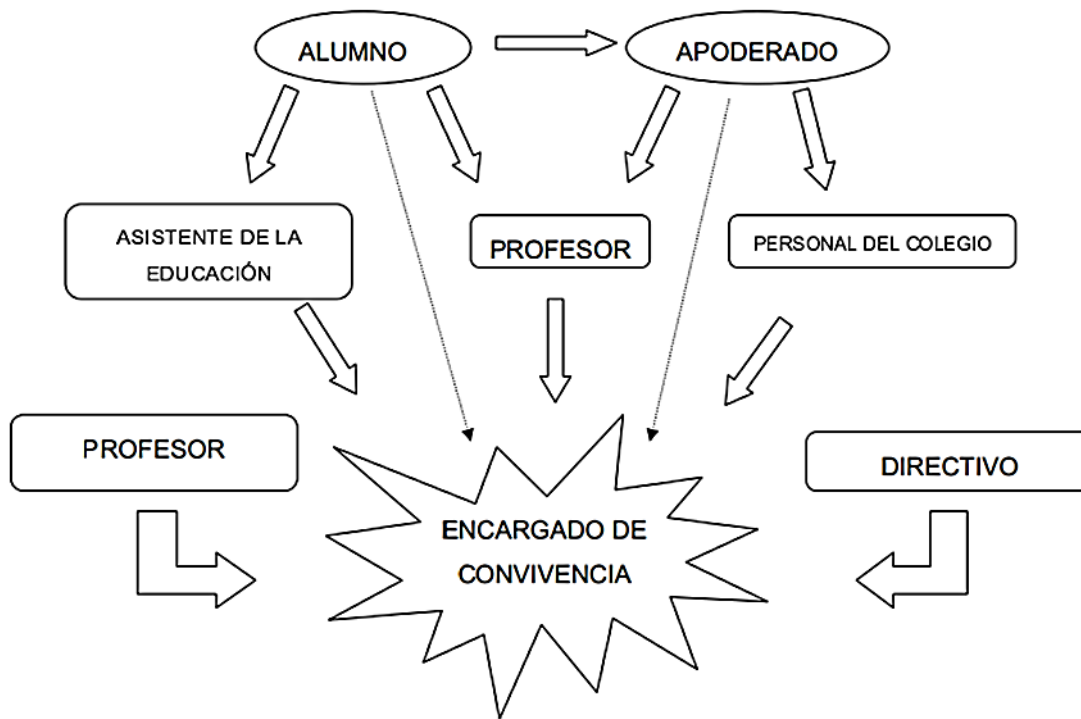 ALUMNO
APODERADO
ASISTENTE DE LA
EDUCACIÓN
PROFESOR
PERSONAL DEL COLEGIO
PROFESOR
DIRECTIVO
ENCARGADO DE
CONVIVENCIA